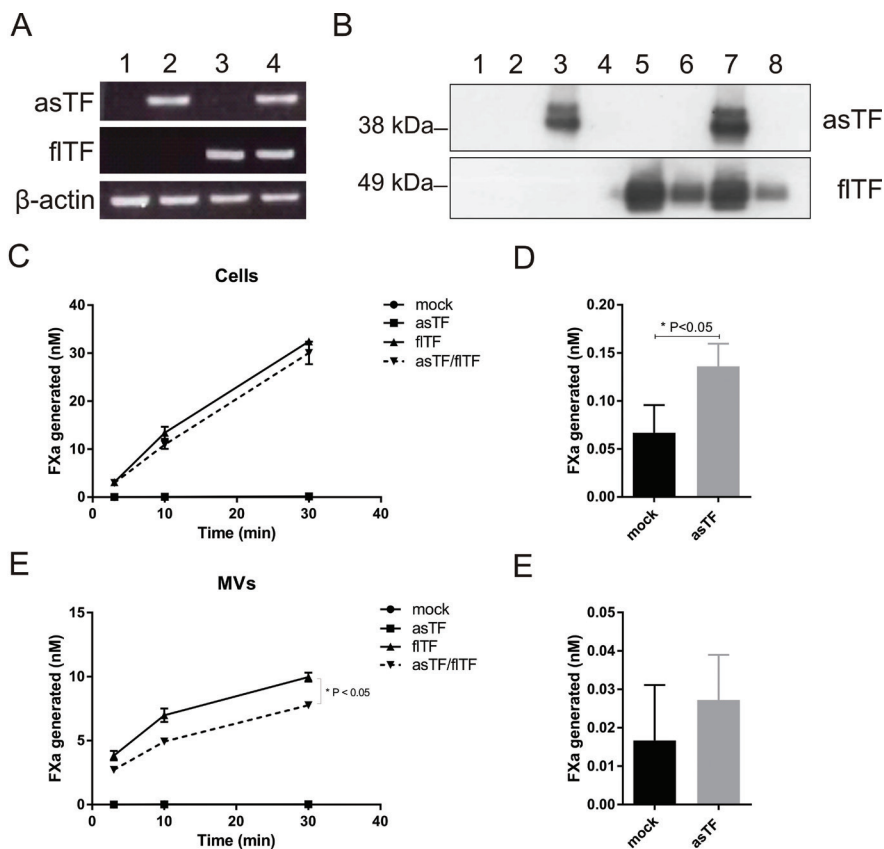 A
1 2 3 4
asTF
flTF
β-actin
B
1 2 3 4 5 6 7 8
38 kDa
asTF
49 kDa
flTF
C
Cells
FXa generated (nM)
40
30
20
10
0
0 10 20 30 40
Time (min)
mock
asTF
flTF
asTF/flTF
D
* P<0.05
FXa generated (nM)
0.20
0.15
0.10
0.05
0.00
mock asTF
E
MVs
FXa generated (nM)
15
10
5
0
0 10 20 30 40
Time (min)
mock
asTF
flTF
asTF/flTF
* P < 0.05
E
FXa generated (nM)
0.05
0.04
0.03
0.02
0.01
0.00
mock asTF